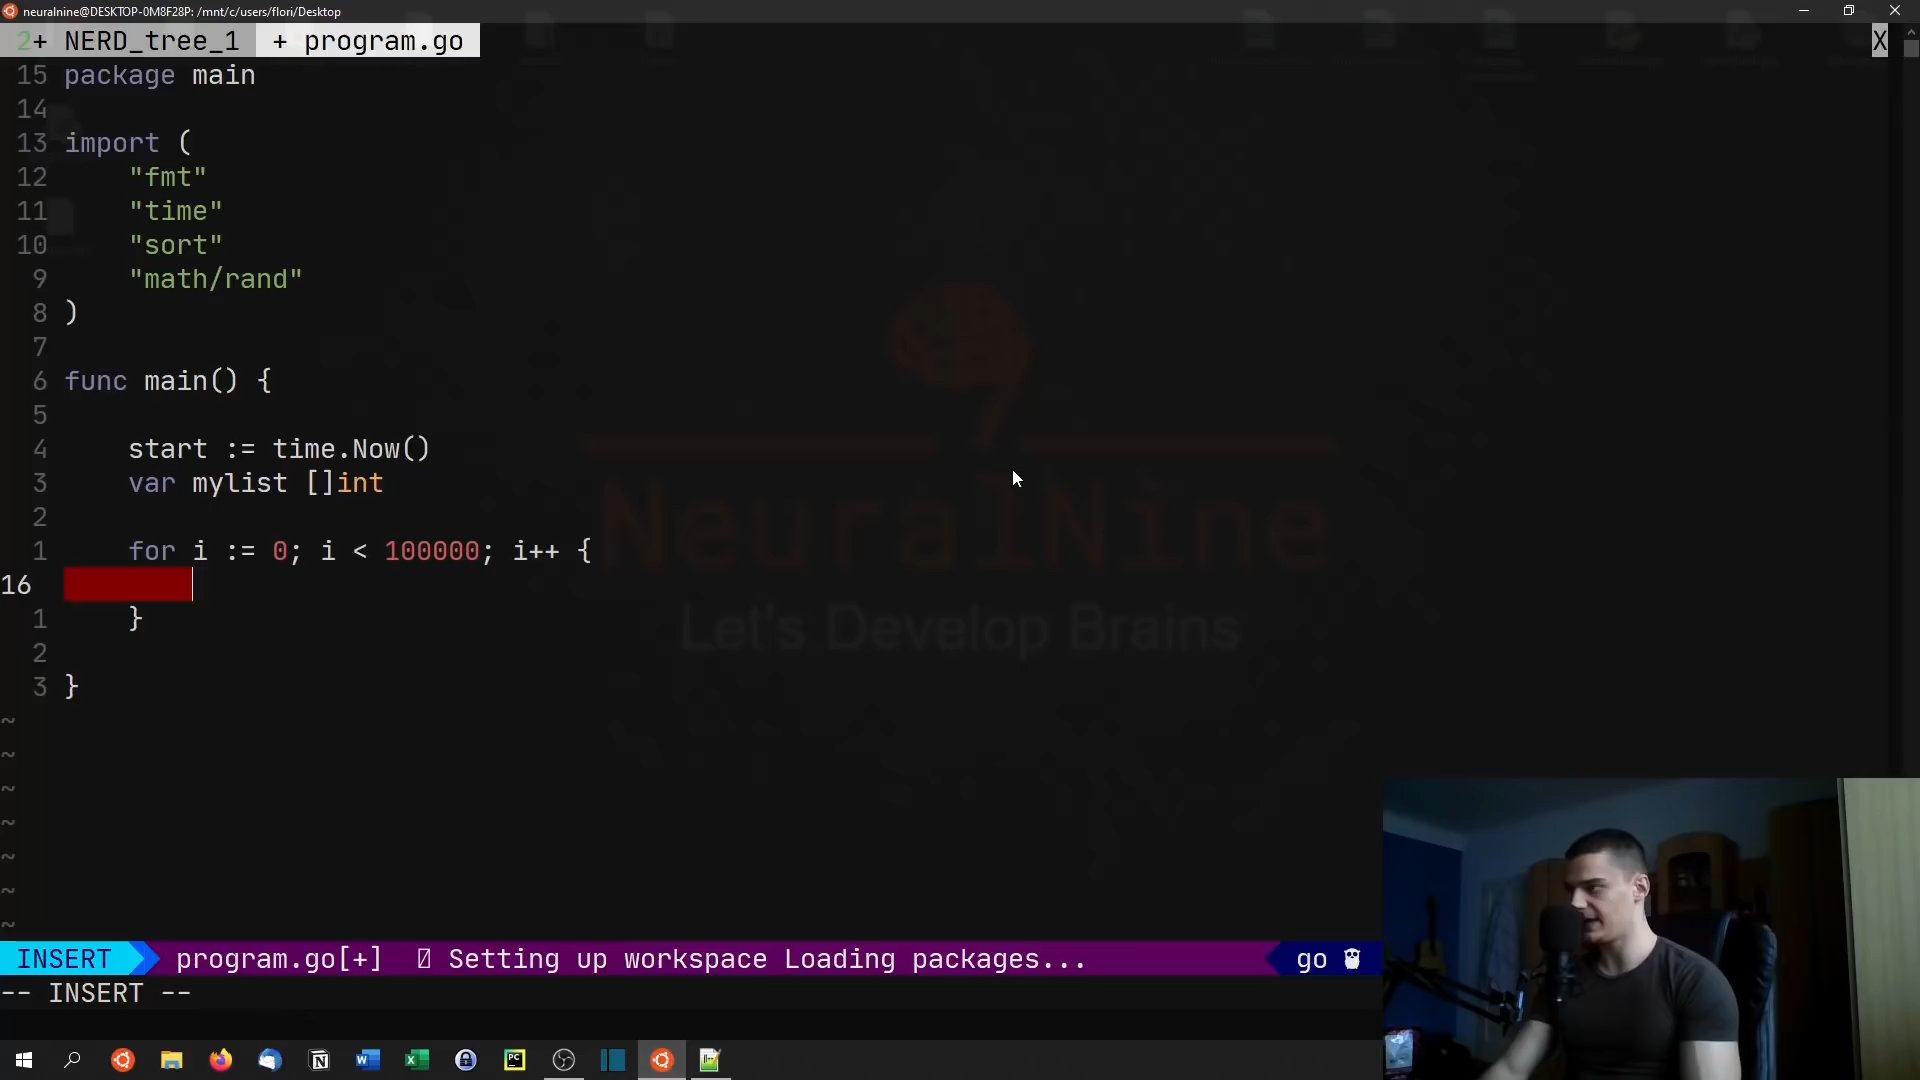 neuralnine@DESKTOP-0M8F28P: /mnt/c/users/flori/Desktop
2+ NERD_tree_1 + program.go X
15 package main
14
13 import (
12 "fmt"
11 "time"
10 "sort"
9 "math/rand"
8 )
7
6 func main() {
5
4 start := time.Now()
3 var mylist []int
2
1 for i := 0; i < 100000; i++ {
16
1 }
2
3 }
~
~
~
~
~
~
~
NeuralNine
Let's Develop Brains
INSERT program.go[+] Setting up workspace Loading packages... go
-- INSERT --